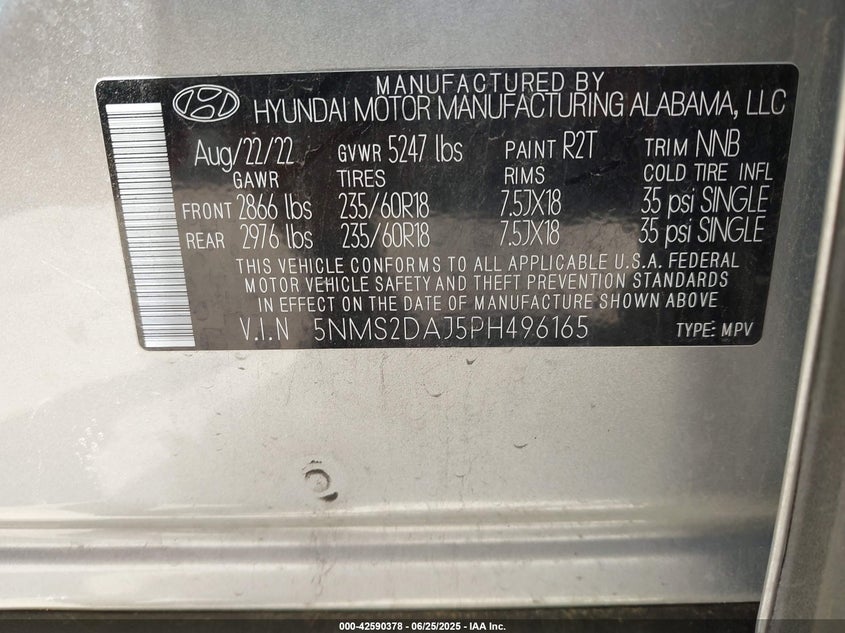 MANUFACTURED BY
HYUNDAI MOTOR MANUFACTURING ALABAMA, LLC
Aug/22/22 GVWR 5247 lbs PAINT R2T TRIM NNB
GAWR TIRES RIMS COLD TIRE INFL
FRONT 2866 lbs 235/60R18 7.5JX18 35 psi SINGLE
REAR 2976 lbs 235/60R18 7.5JX18 35 psi SINGLE
THIS VEHICLE CONFORMS TO ALL APPLICABLE U.S.A. FEDERAL
MOTOR VEHICLE SAFETY AND THEFT PREVENTION STANDARDS
IN EFFECT ON THE DATE OF MANUFACTURE SHOWN ABOVE
V.I.N 5NMS2DAJ5PH496165 TYPE: MPV
000-42590378 - 06/25/2025 - IAA Inc.